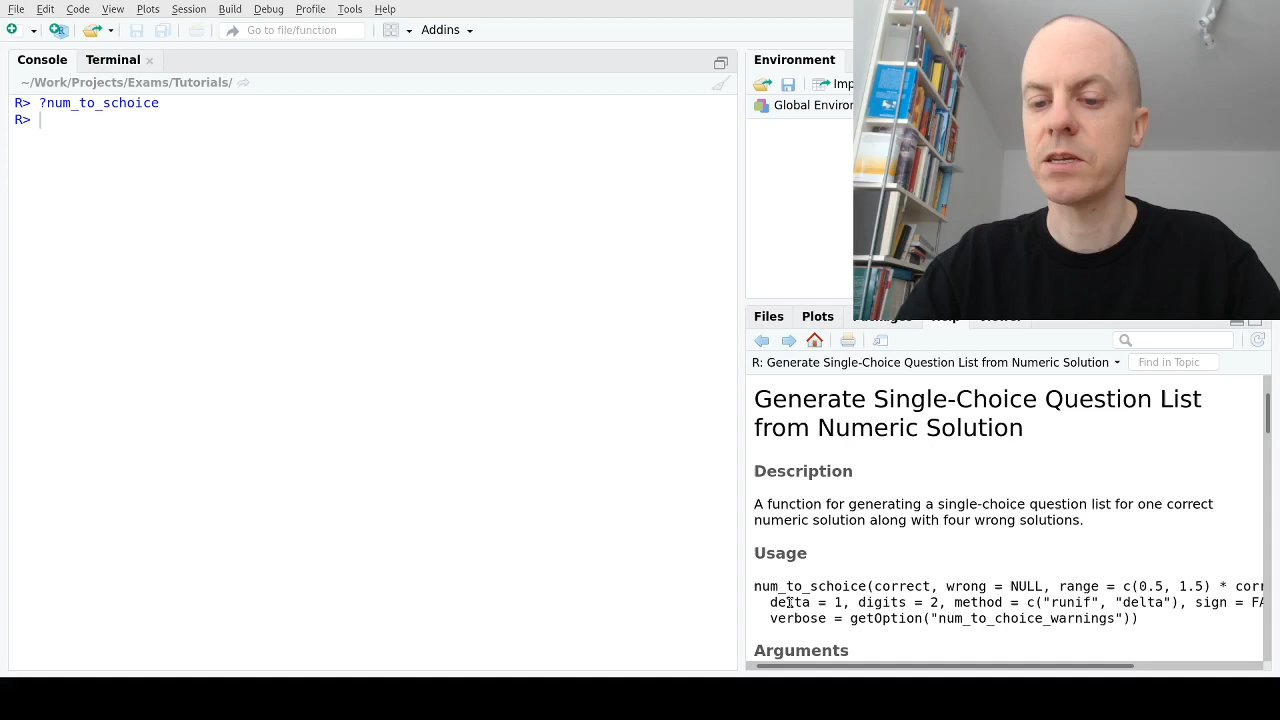 File Edit Code View Plots Session Build Debug Profile Tools Help
Go to file/function Addins
Console Terminal
~/Work/Projects/Exams/Tutorials/
R> ?num_to_schoice
R>
Environment
Global Environ
Files Plots
R: Generate Single-Choice Question List from Numeric Solution Find in Topic
Generate Single-Choice Question List
from Numeric Solution
Description
A function for generating a single-choice question list for one correct
numeric solution along with four wrong solutions.
Usage
num_to_schoice(correct, wrong = NULL, range = c(0.5, 1.5) * corr
delta = 1, digits = 2, method = c("runif", "delta"), sign = FA
verbose = getOption("num_to_choice_warnings"))
Arguments